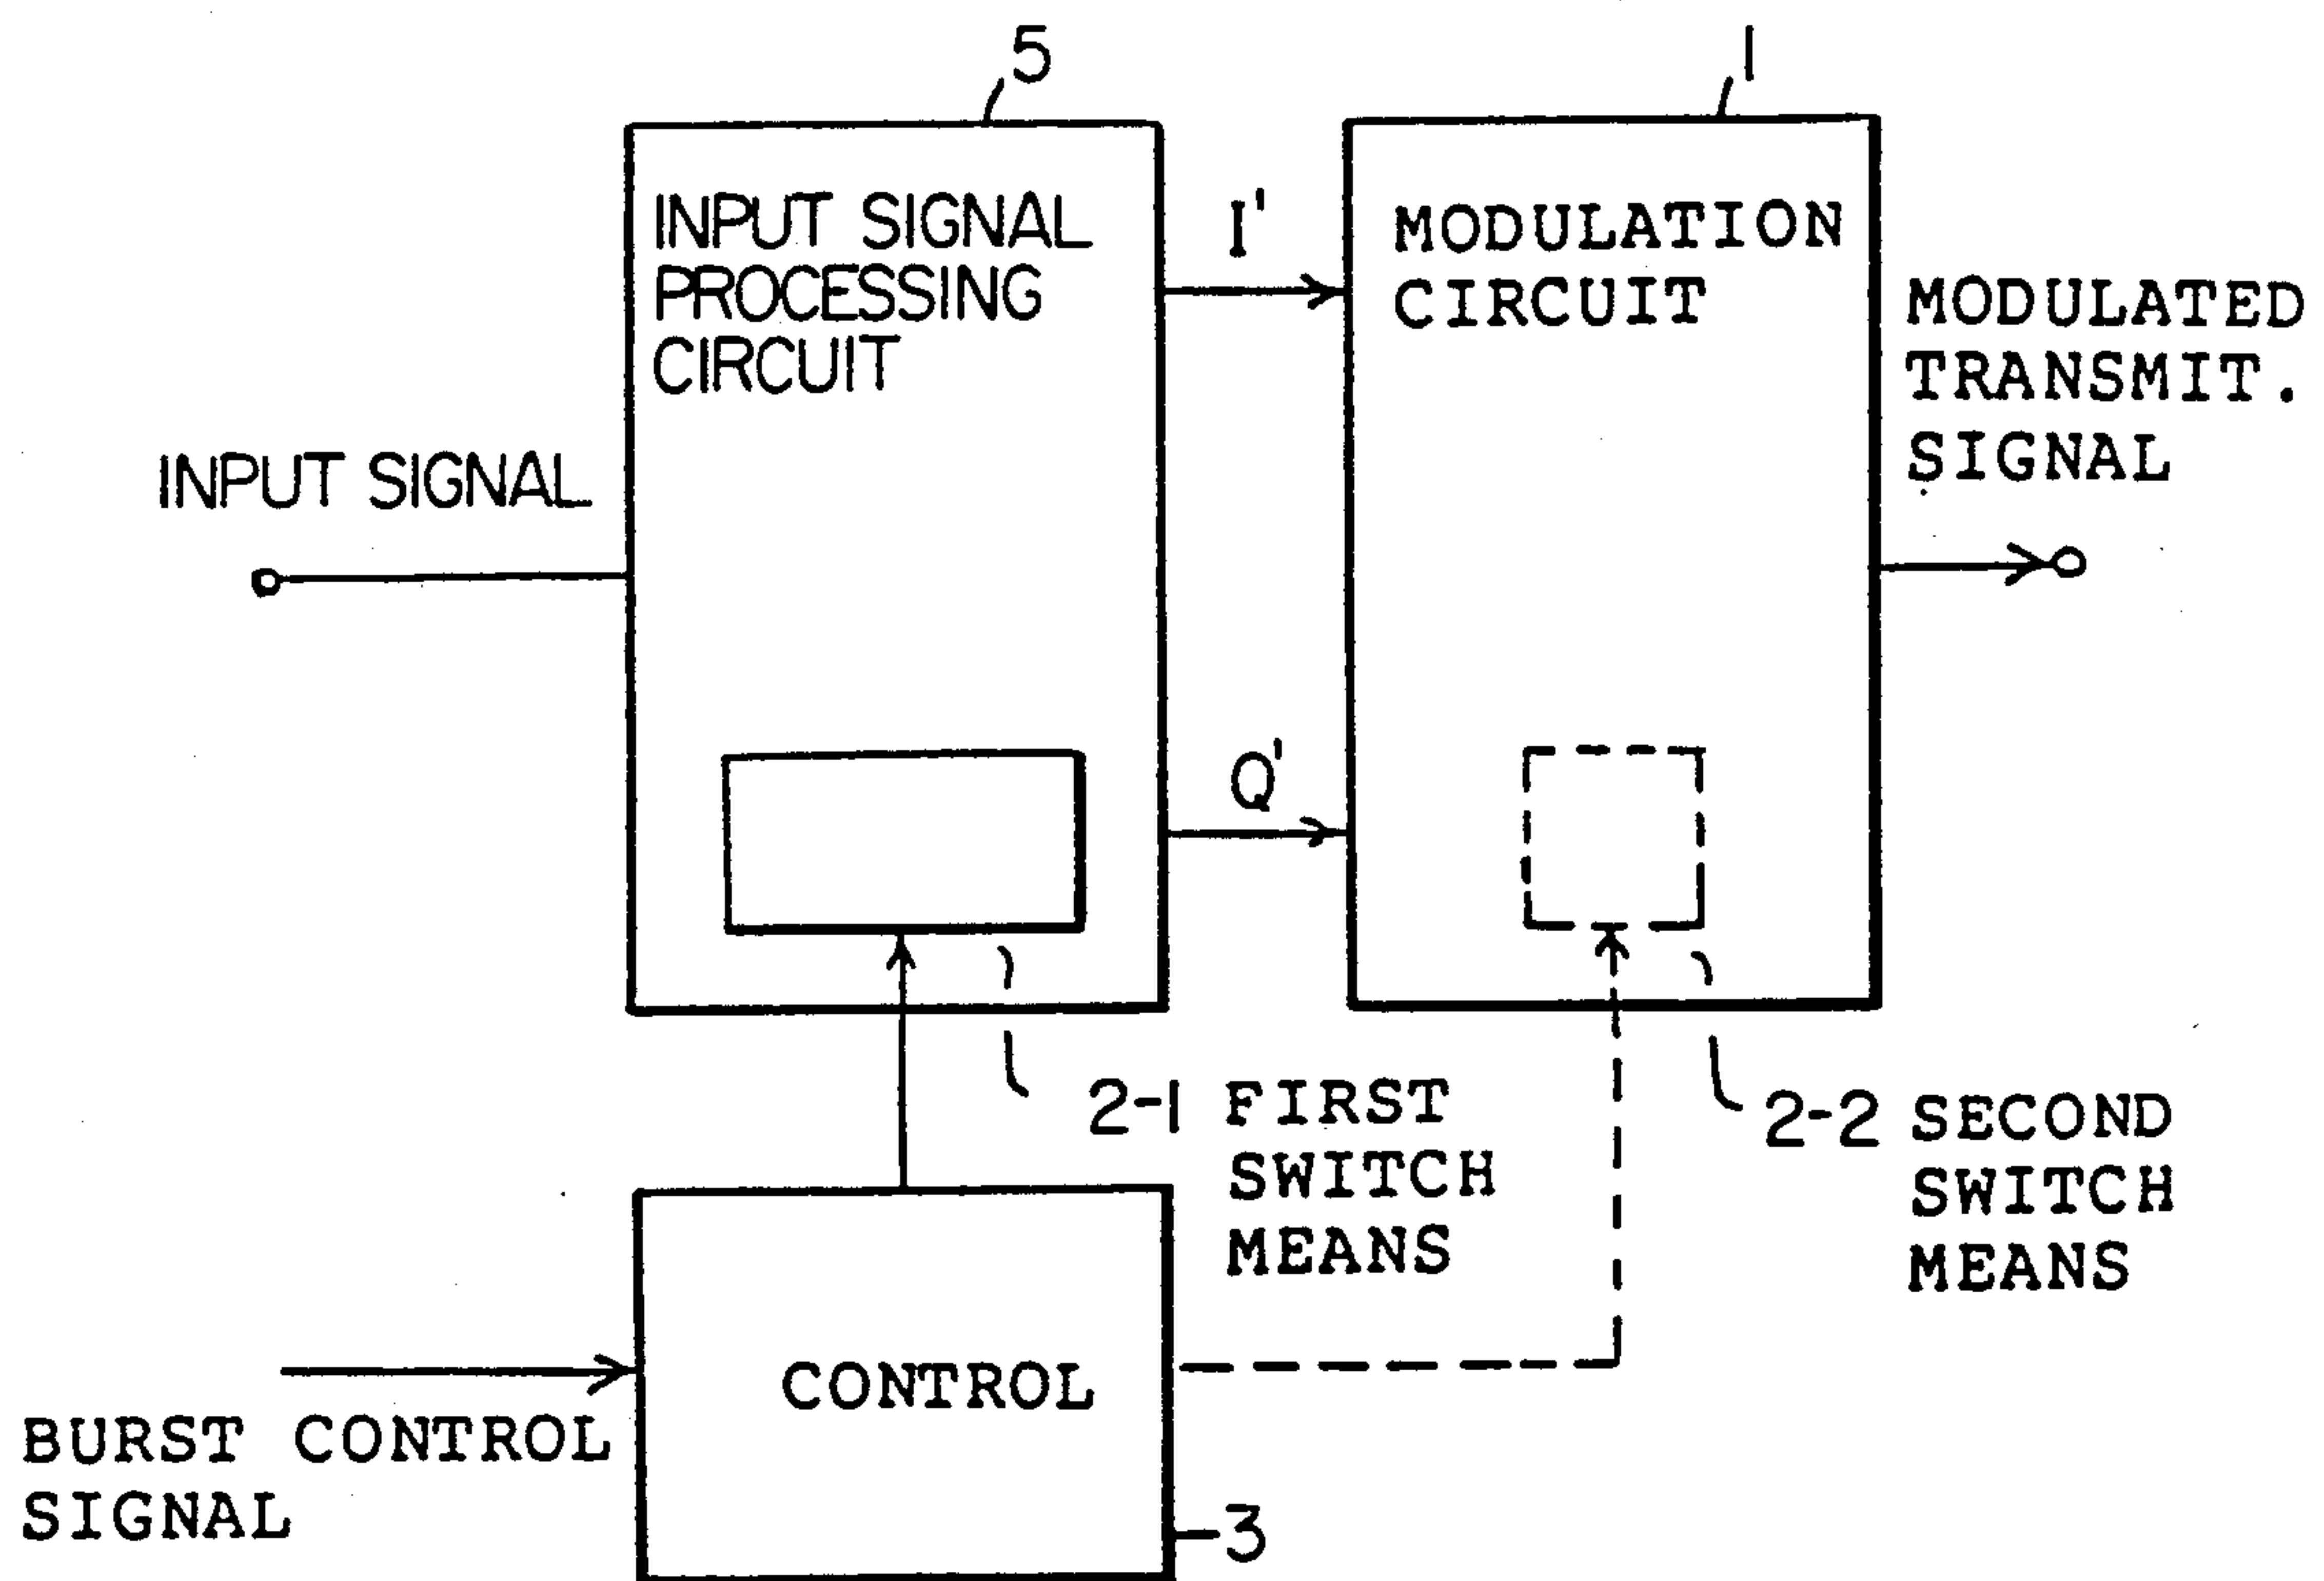 5
1
INPUT SIGNAL
PROCESSING
CIRCUIT
I'
MODULATION
CIRCUIT
MODULATED
TRANSMIT.
SIGNAL
INPUT SIGNAL
Q'
2-1 FIRST
SWITCH
MEANS
2-2 SECOND
SWITCH
MEANS
CONTROL
BURST CONTROL
SIGNAL
3